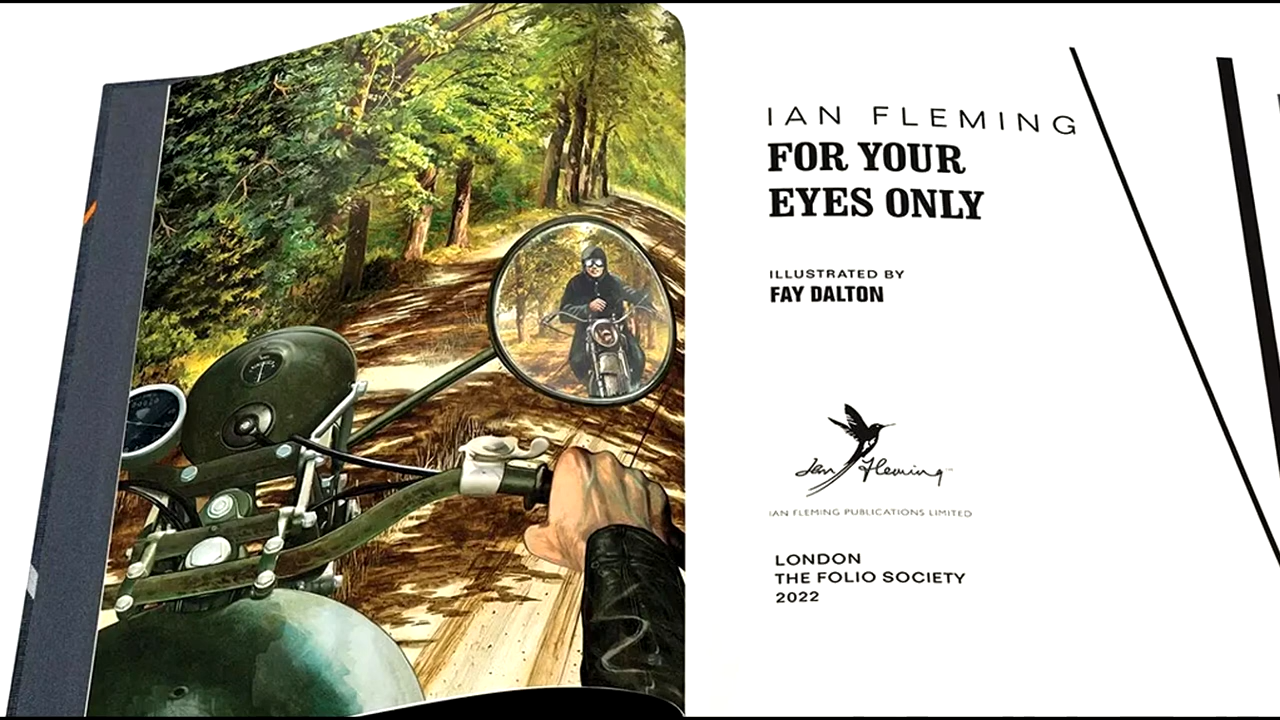 IAN FLEMING
FOR YOUR
EYES ONLY
ILLUSTRATED BY
FAY DALTON
Ian Fleming
IAN FLEMING PUBLICATIONS LIMITED
LONDON
THE FOLIO SOCIETY
2022